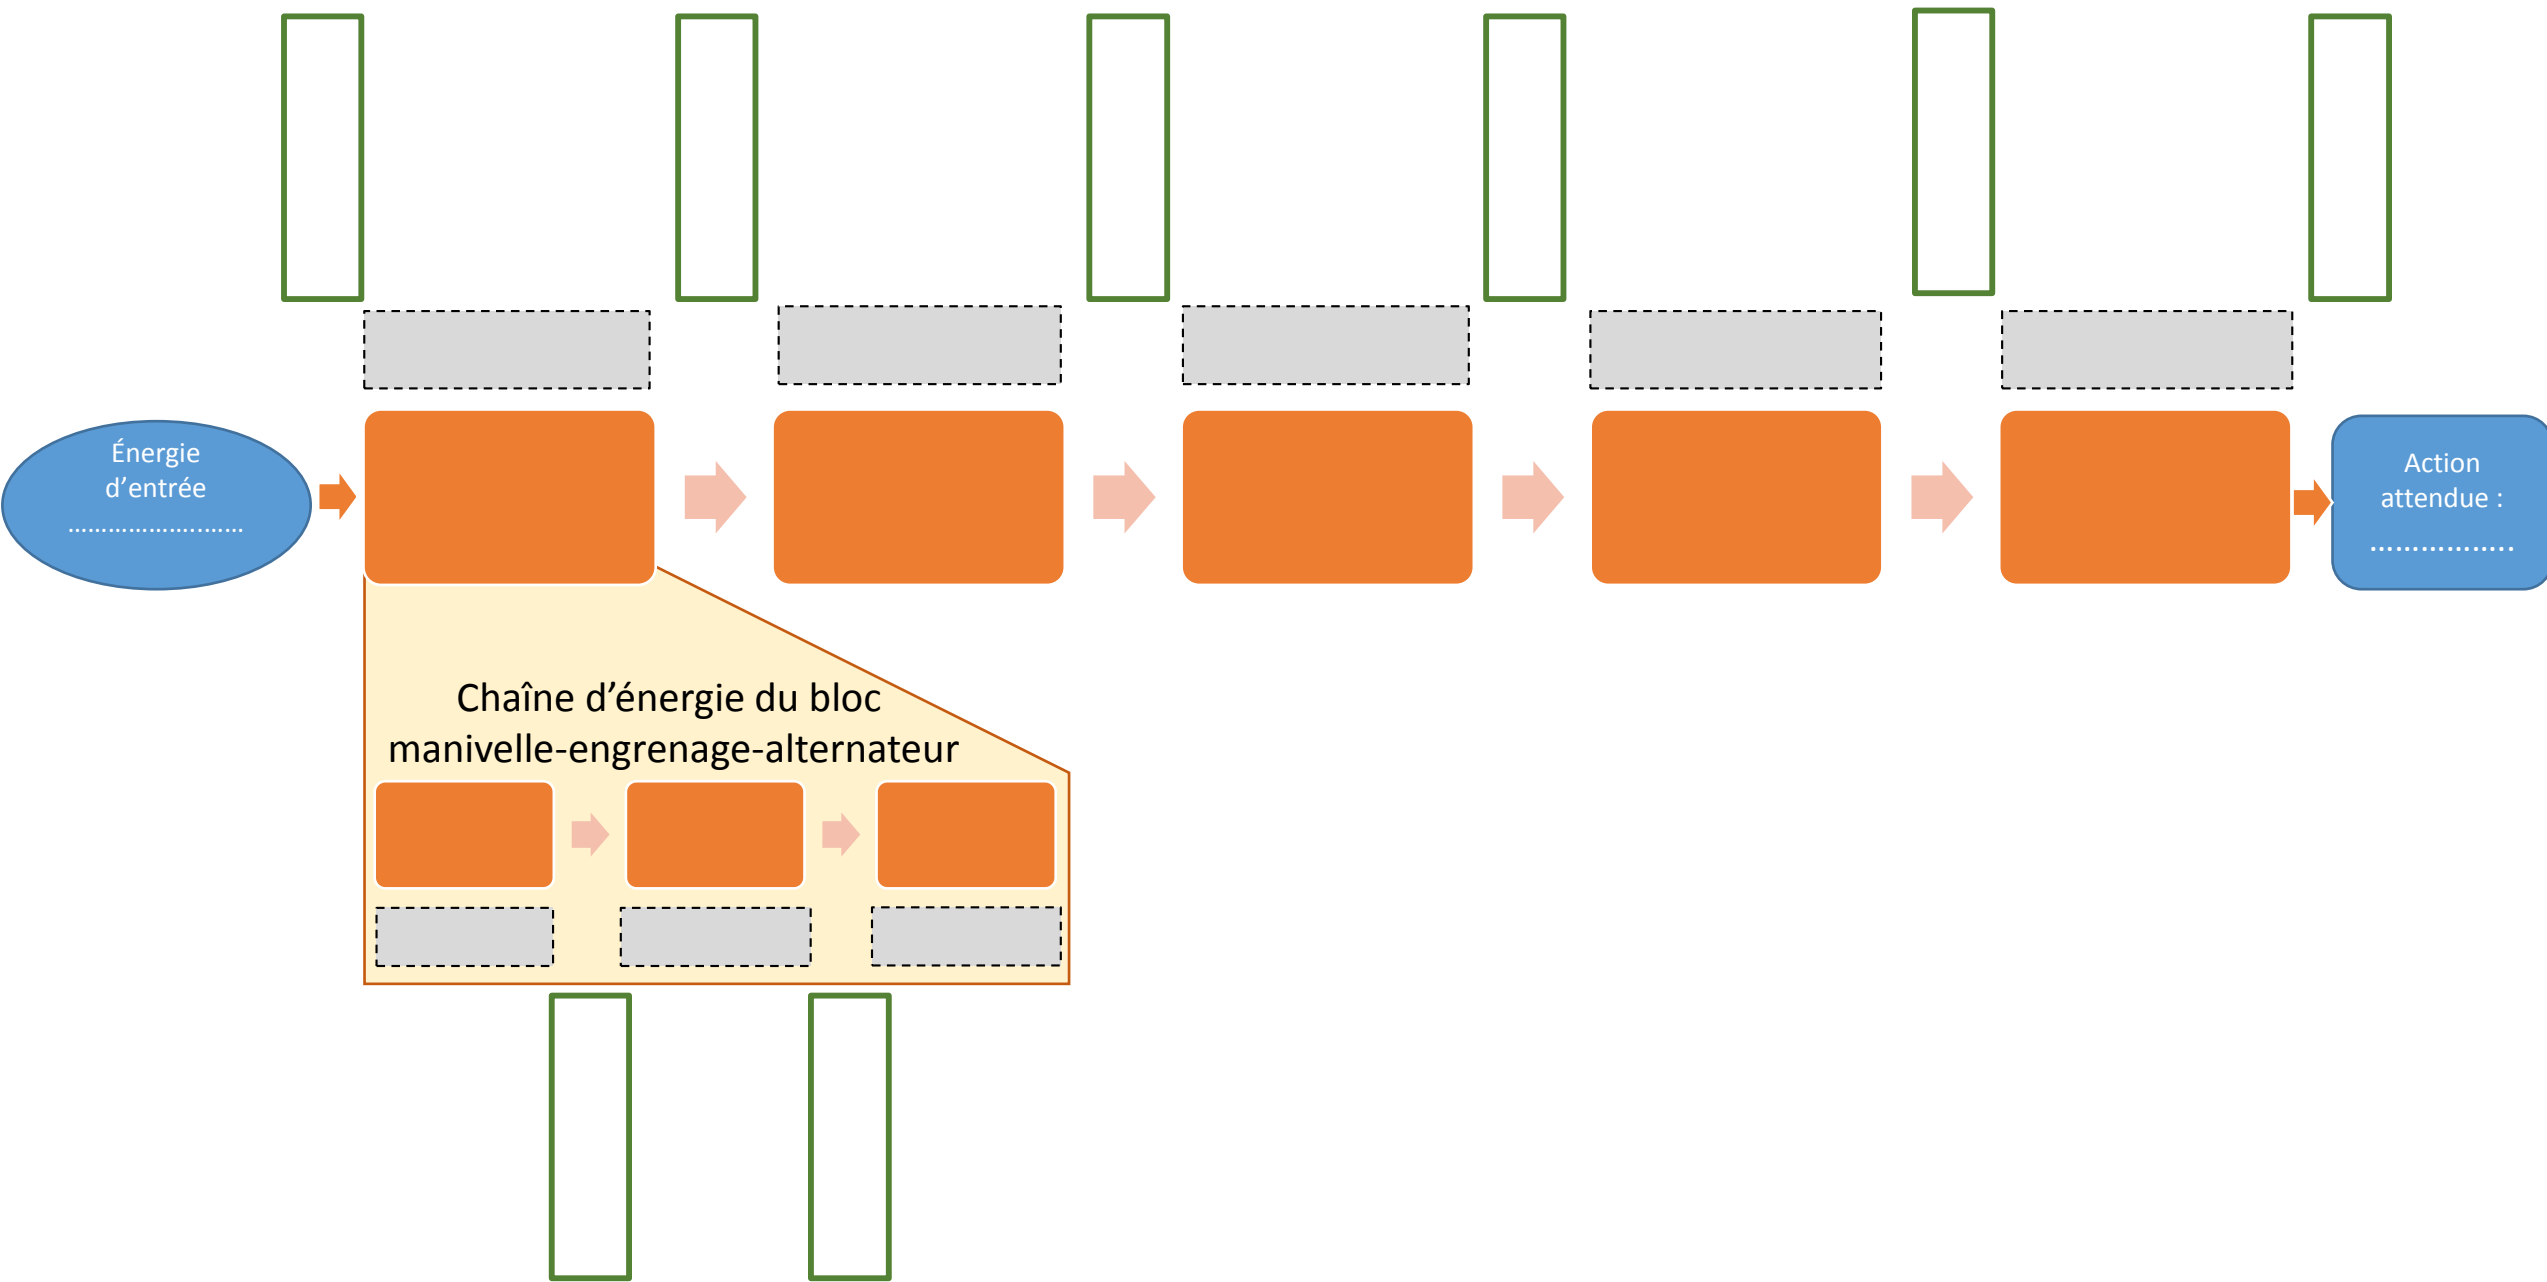 Énergie
d’entrée
........................
Action
attendue :
.................
Chaîne d’énergie du bloc
manivelle-engrenage-alternateur